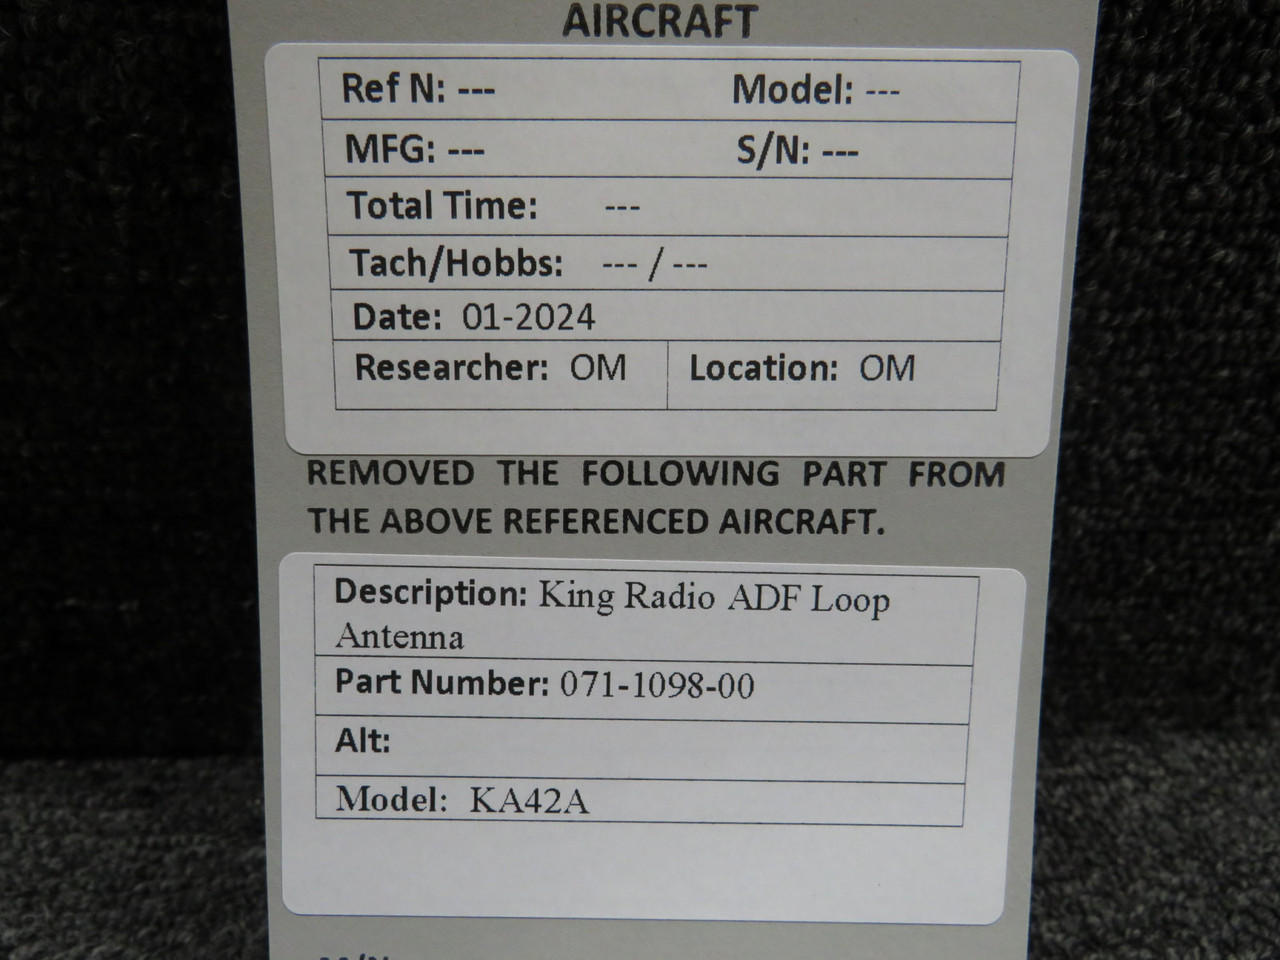 AIRCRAFT
Ref N: --- Model: ---
MFG: --- S/N: ---
Total Time: ---
Tach/Hobbs: --- / ---
Date: 01-2024
Researcher: OM Location: OM
REMOVED THE FOLLOWING PART FROM
THE ABOVE REFERENCED AIRCRAFT.
Description: King Radio ADF Loop
Antenna
Part Number: 071-1098-00
Alt:
Model: KA42A